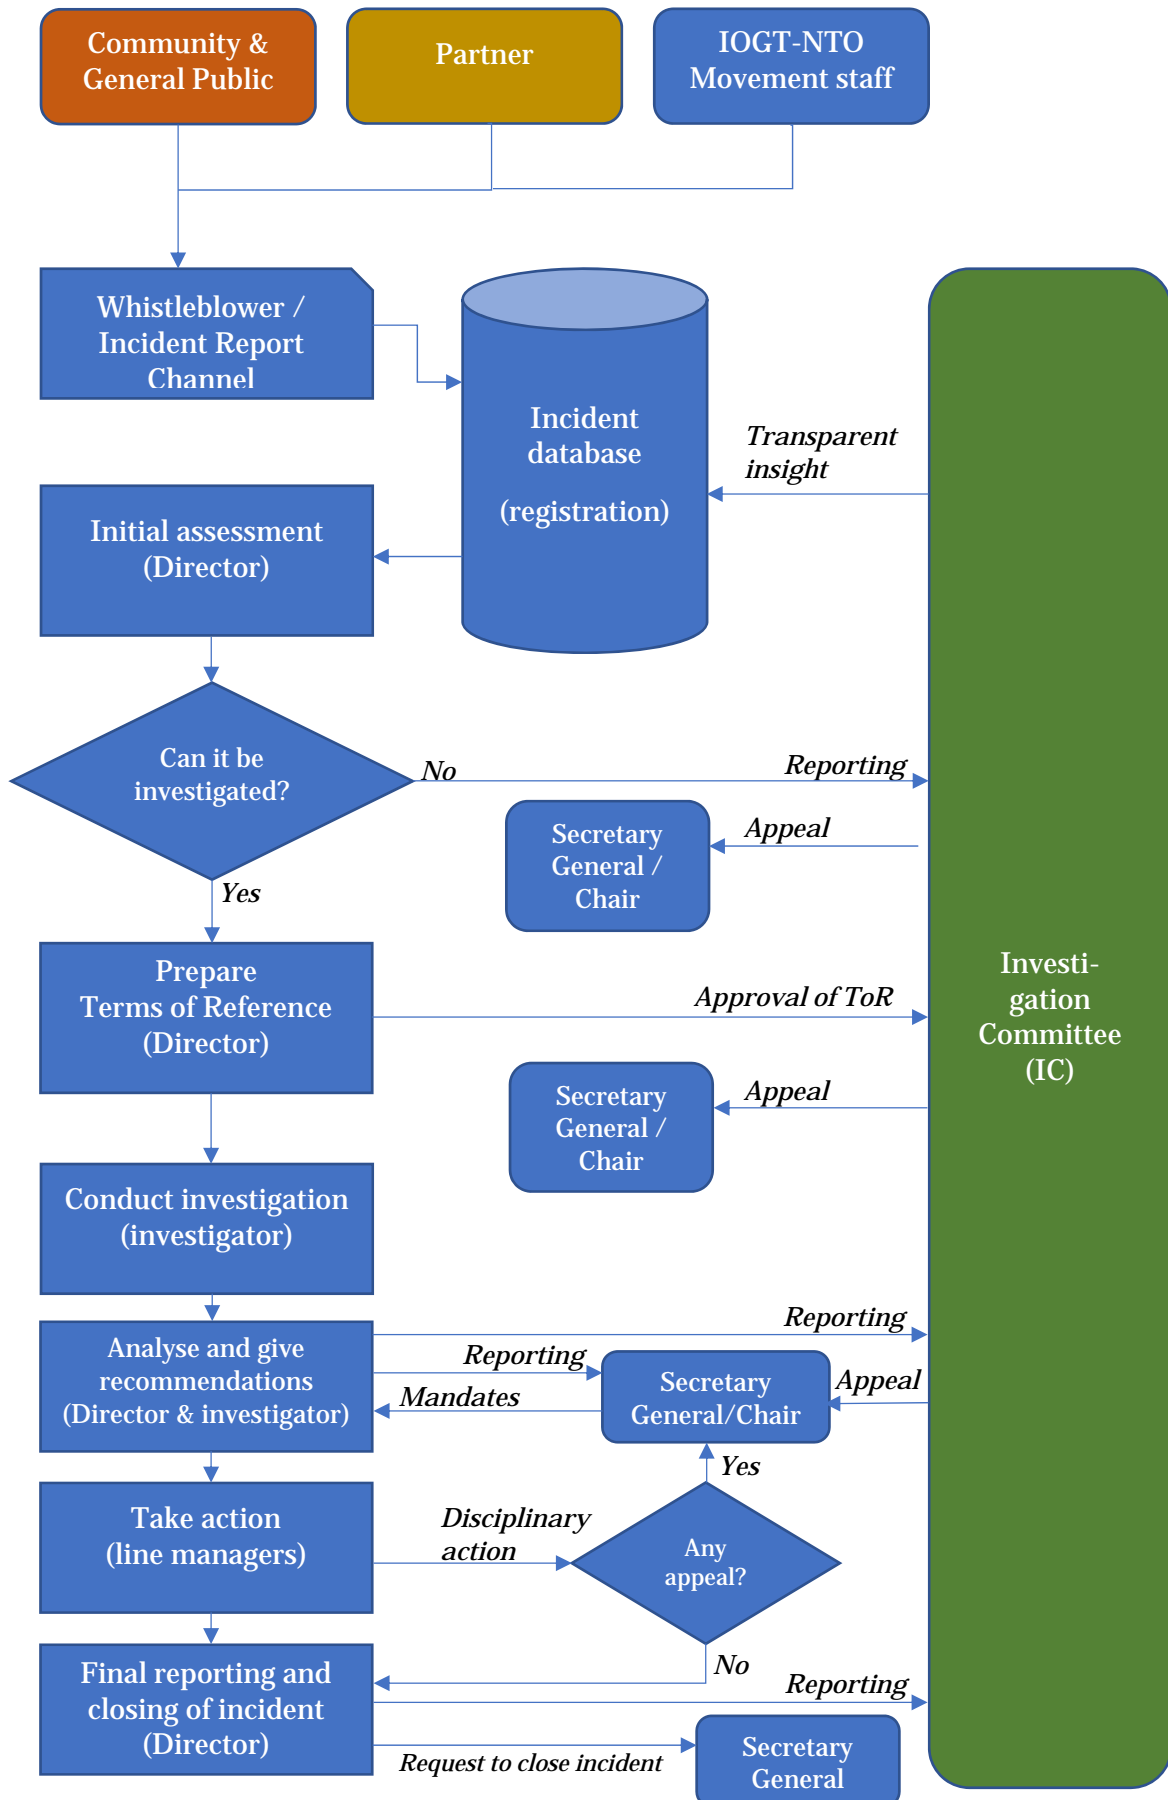 Community &
General Public
Partner
IOGT-NTO
Movement staff
Whistleblower /
Incident Report
Channel
Incident
database
(registration)
Transparent
insight
Initial assessment
(Director)
Can it be
investigated?
No
Reporting
Secretary
General /
Chair
Appeal
Yes
Prepare
Terms of Reference
(Director)
Approval of ToR
Investi-
gation
Committee
(IC)
Secretary
General /
Chair
Appeal
Conduct investigation
(investigator)
Reporting
Analyse and give
recommendations
(Director & investigator)
Reporting
Mandates
Secretary
General/Chair
Appeal
Yes
Take action
(line managers)
Disciplinary
action
Any
appeal?
No
Final reporting and
closing of incident
(Director)
Reporting
Request to close incident
Secretary
General